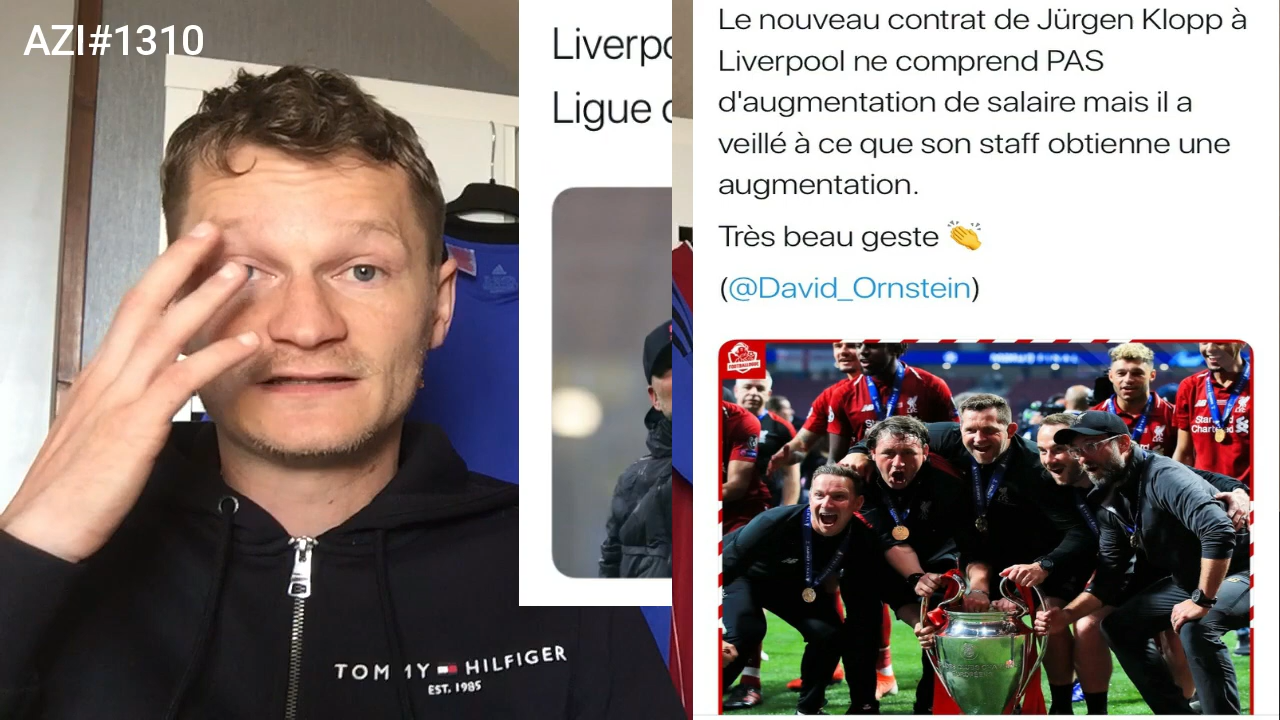 AZI#1310
Liverpo
Ligue
Le nouveau contrat de Jürgen Klopp à
Liverpool ne comprend PAS
d'augmentation de salaire mais il a
veillé à ce que son staff obtienne une
augmentation.
Très beau geste 👏
(@David_Ornstein)
TOMMY HILFIGER
EST. 1985